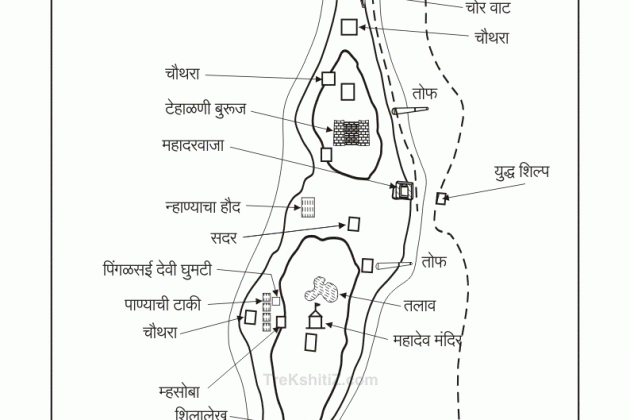 चोर वाट
चौथरा
चौथरा
तोफ
टेहाळणी बुरूज
महादरवाजा
युद्ध शिल्प
न्हाण्याचा हौद
सदर
तोफ
पिंगळसई देवी घुमटी
पाण्याची टाकी
तलाव
चौथरा
महादेव मंदिर
TreKshitiZ.com
म्हसोबा
शिलालेख